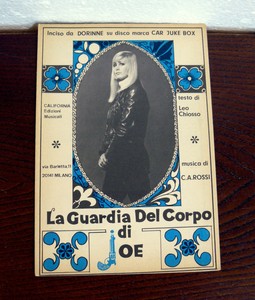 Inciso da DORINNE su disco marca CAR JUKE BOX
CALIFORNIA
Edizioni
Musicali
testo di
Leo
Chiosso
via Barletta 11
20141 MILANO
musica di
C.A. ROSSI
La Guardia Del Corpo
di
JOE